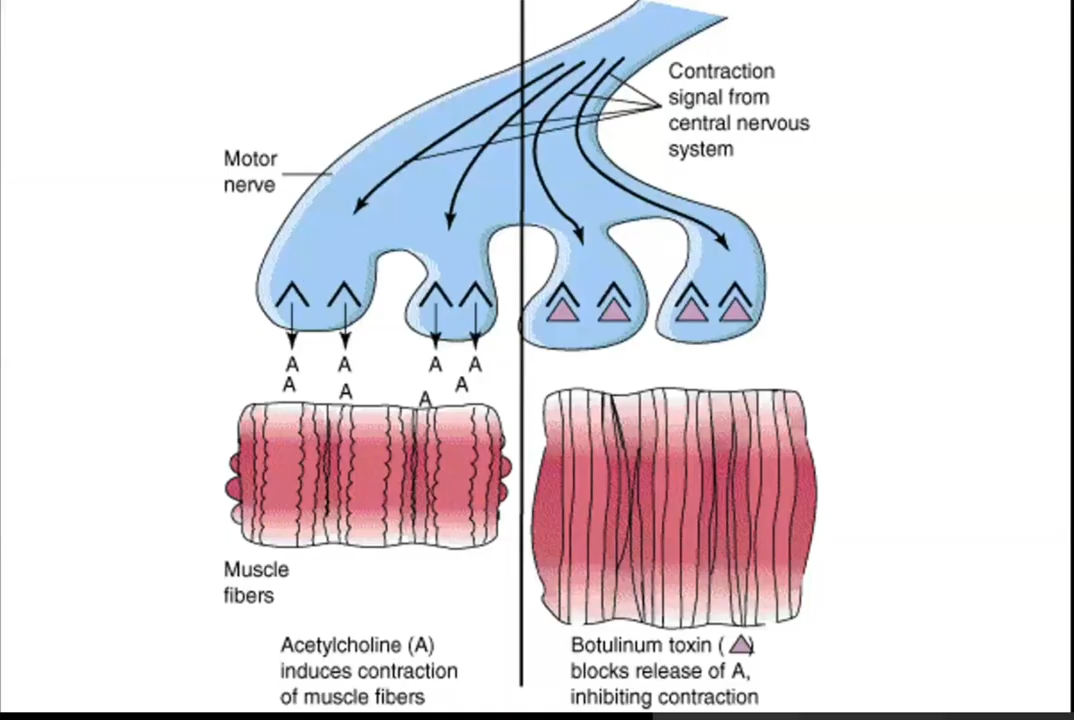 Contraction
signal from
central nervous
system
Motor
nerve
A A A A
A A A A
Muscle
fibers
Acetylcholine (A)
induces contraction
of muscle fibers
Botulinum toxin ( )
blocks release of A,
inhibiting contraction